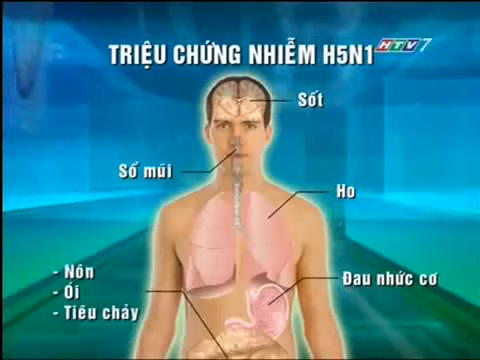 TRIỆU CHỨNG NHIỄM H5N1
HTV7
Sốt
Sổ mũi
Ho
- Nôn
- Ói
- Tiêu chảy
Đau nhức cơ